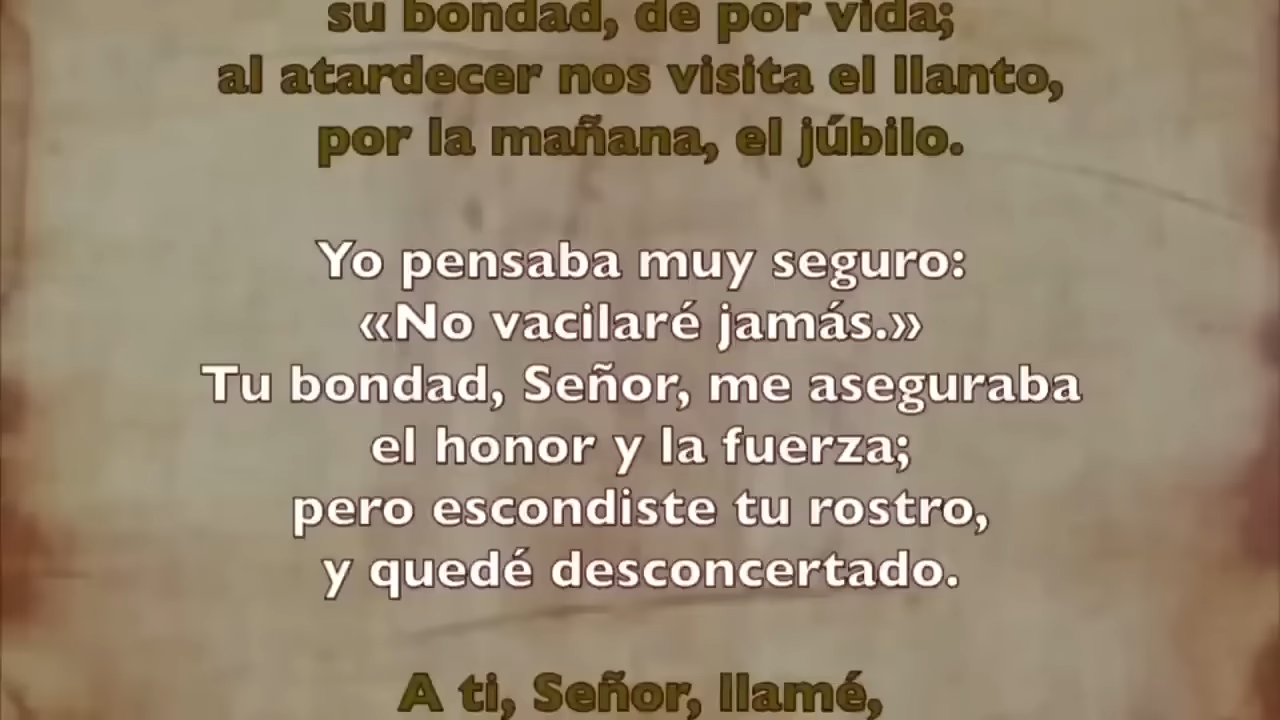 su bondad, de por vida;
al atardecer nos visita el llanto,
por la mañana, el júbilo.
Yo pensaba muy seguro:
«No vacilaré jamás.»
Tu bondad, Señor, me aseguraba
el honor y la fuerza;
pero escondiste tu rostro,
y quedé desconcertado.
A ti, Señor, llamé,